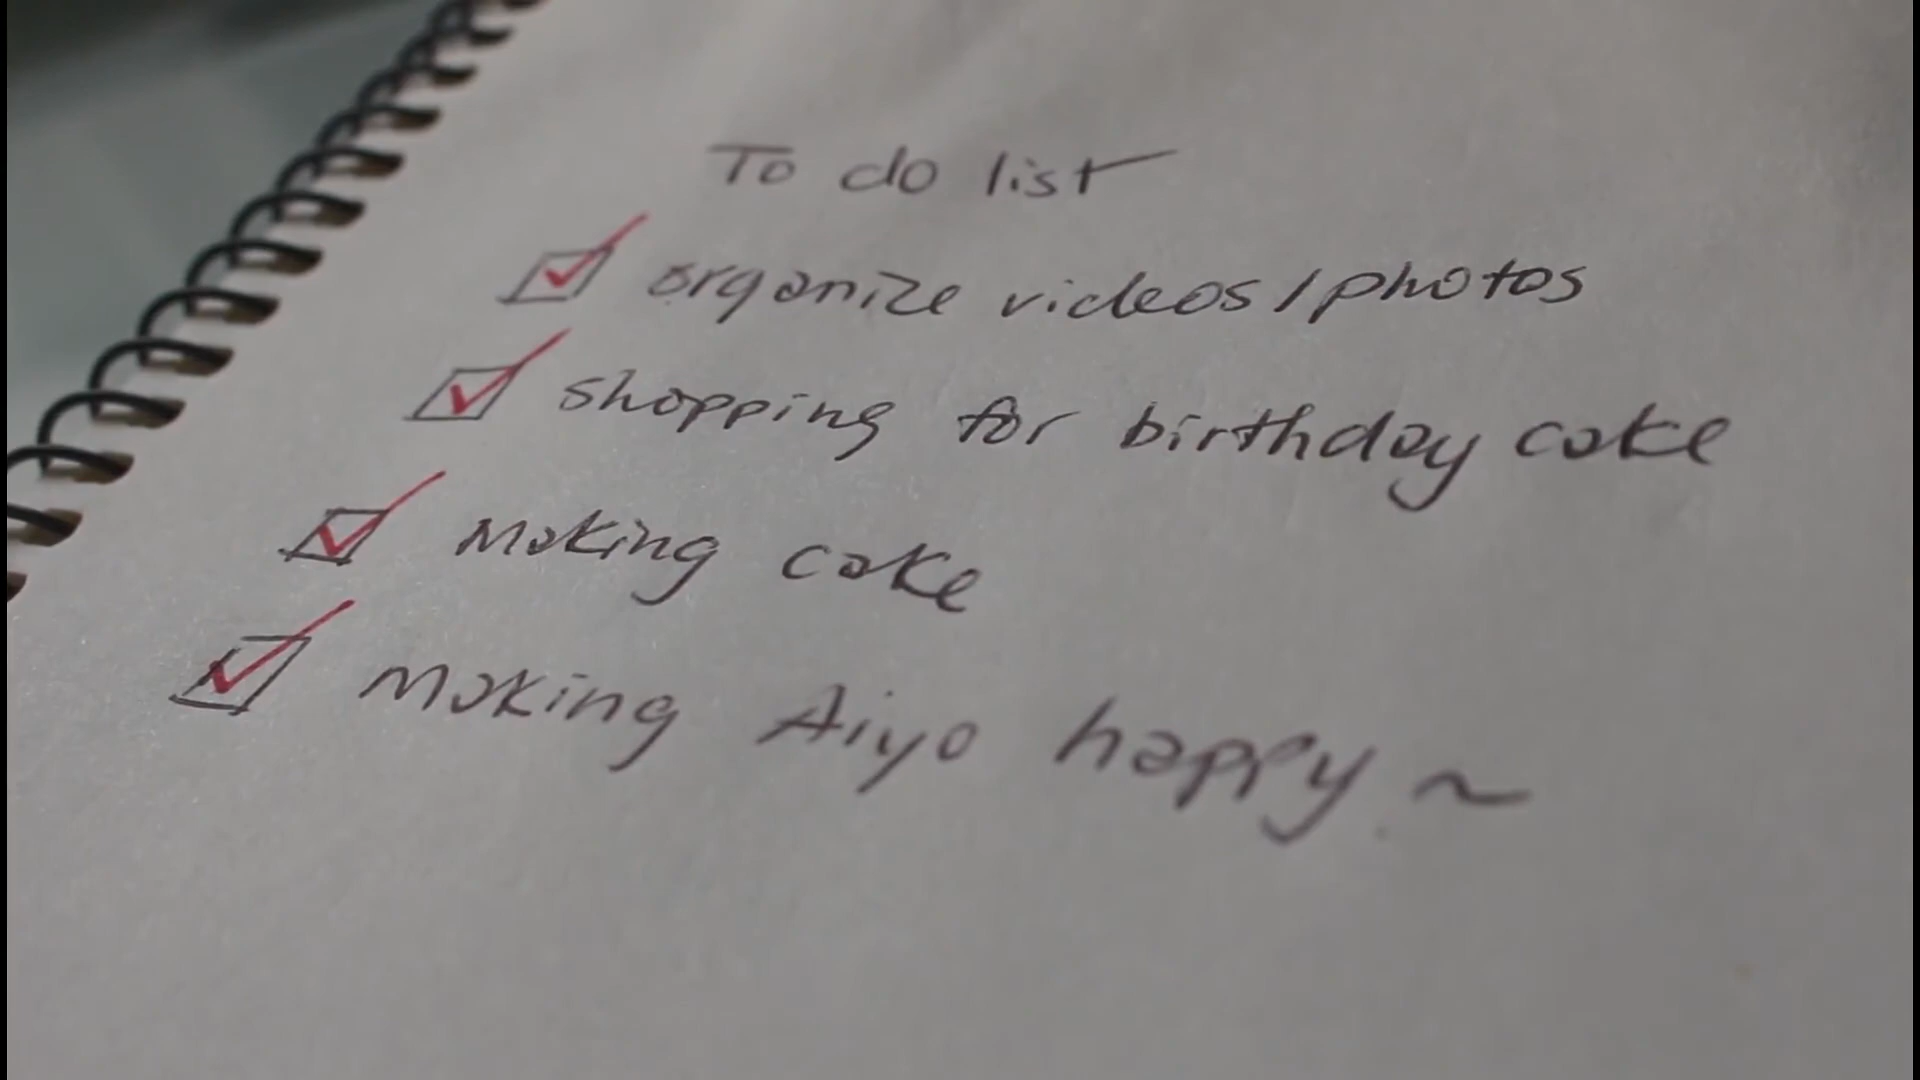 To do list
organize videos/photos
shopping for birthday cake
Making cake
Making Aiyo happy ~